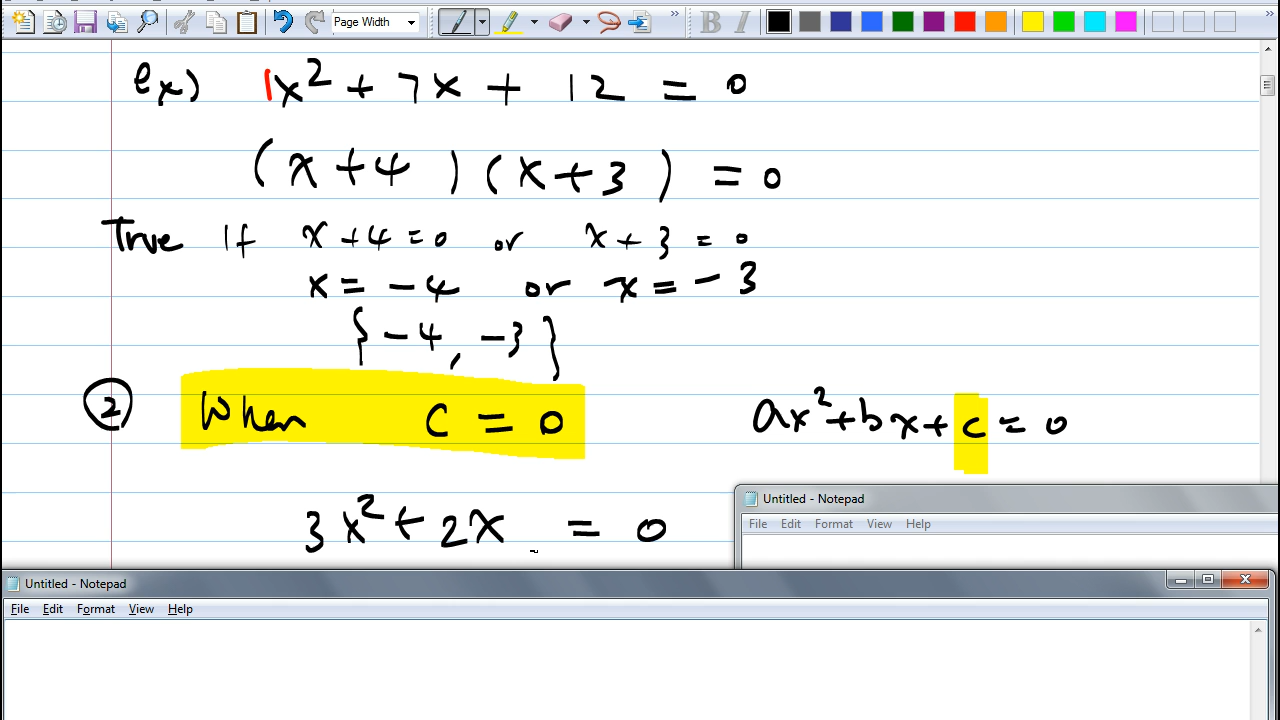 Page Width
B I
ex) 1x² + 7x + 12 = 0
(x+4)(x+3) = 0
True if x+4=0 or x+3=0
x = -4 or x = -3
{-4, -3}
② When c = 0 ax²+bx+c=0
3x²+2x = 0
Untitled - Notepad
File Edit Format View Help
Untitled - Notepad
File Edit Format View Help